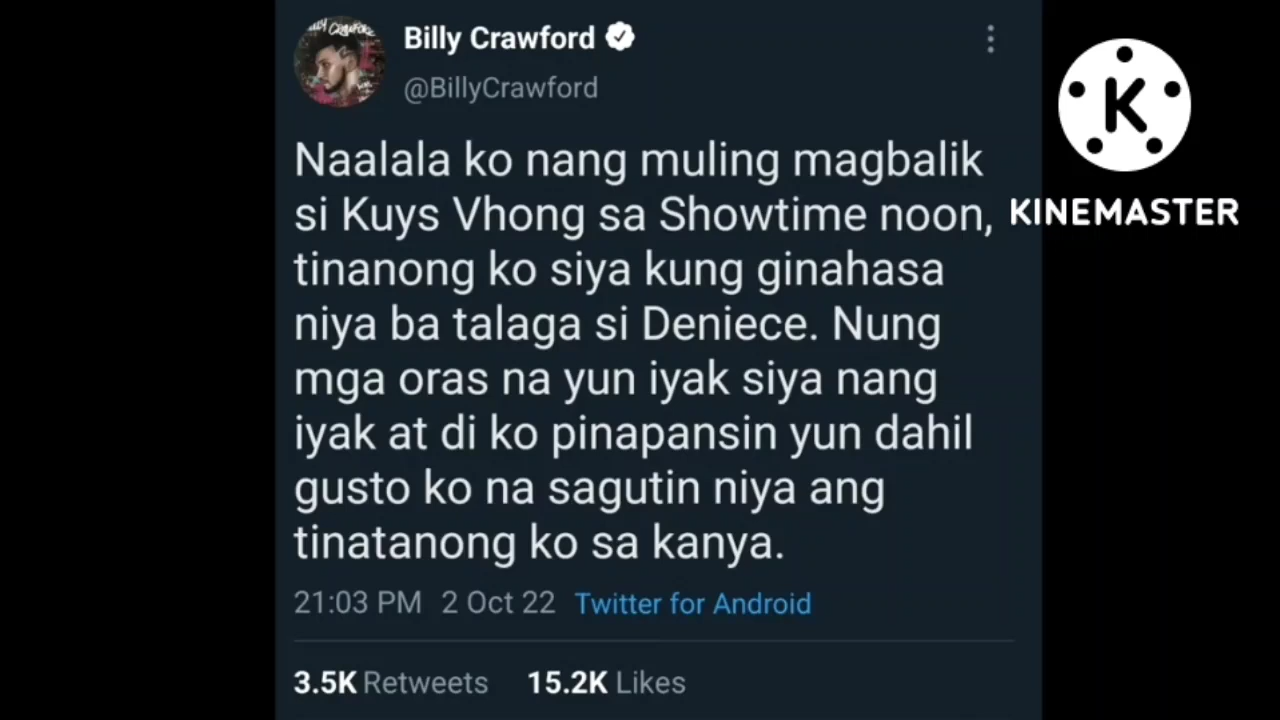 Billy Crawford
@BillyCrawford
Naalala ko nang muling magbalik
si Kuys Vhong sa Showtime noon,
tinanong ko siya kung ginahasa
niya ba talaga si Deniece. Nung
mga oras na yun iyak siya nang
iyak at di ko pinapansin yun dahil
gusto ko na sagutin niya ang
tinatanong ko sa kanya.
21:03 PM 2 Oct 22 Twitter for Android
3.5K Retweets 15.2K Likes
K
KINEMASTER